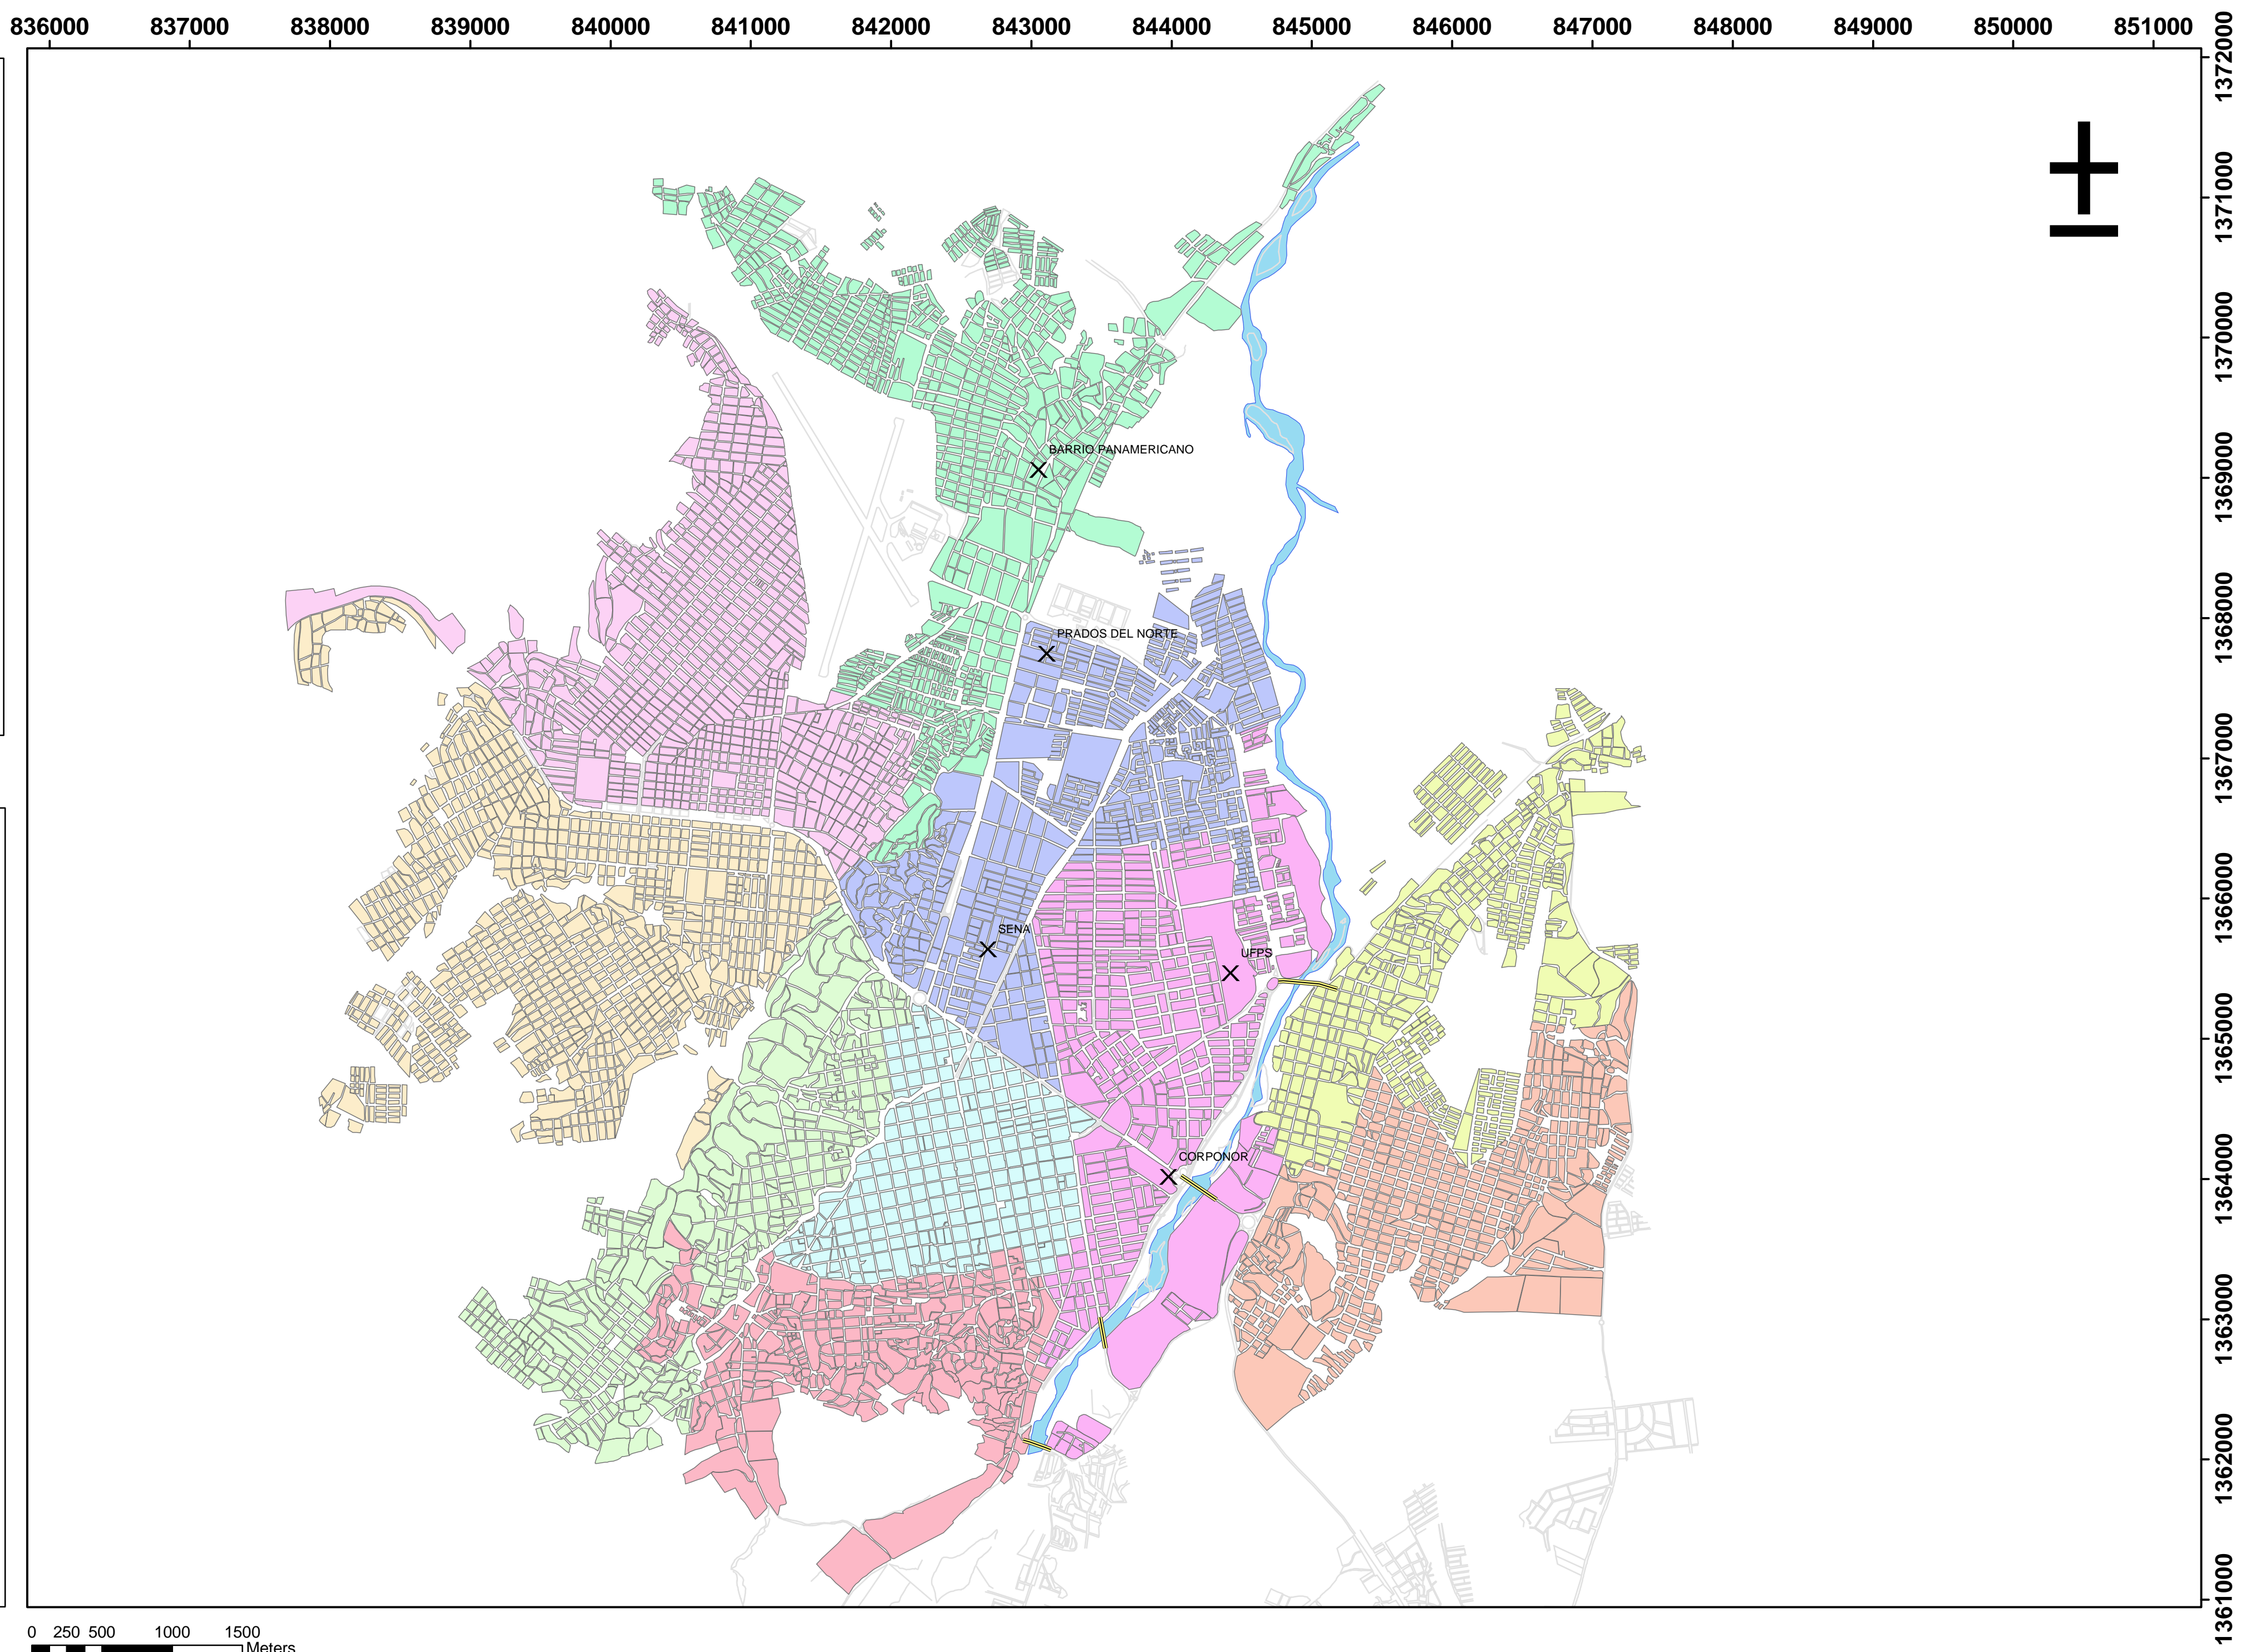 836000 837000 838000 839000 840000 841000 842000 843000 844000 845000 846000 847000 848000 849000 850000 851000
1372000
1371000
1370000
BARRIO PANAMERICANO
1369000
1368000
PRADOS DEL NORTE
1367000
1366000
SENA
UFPS
1365000
CORPONOR
1364000
1363000
1362000
1361000
0 250 500 1000 1500
Meters